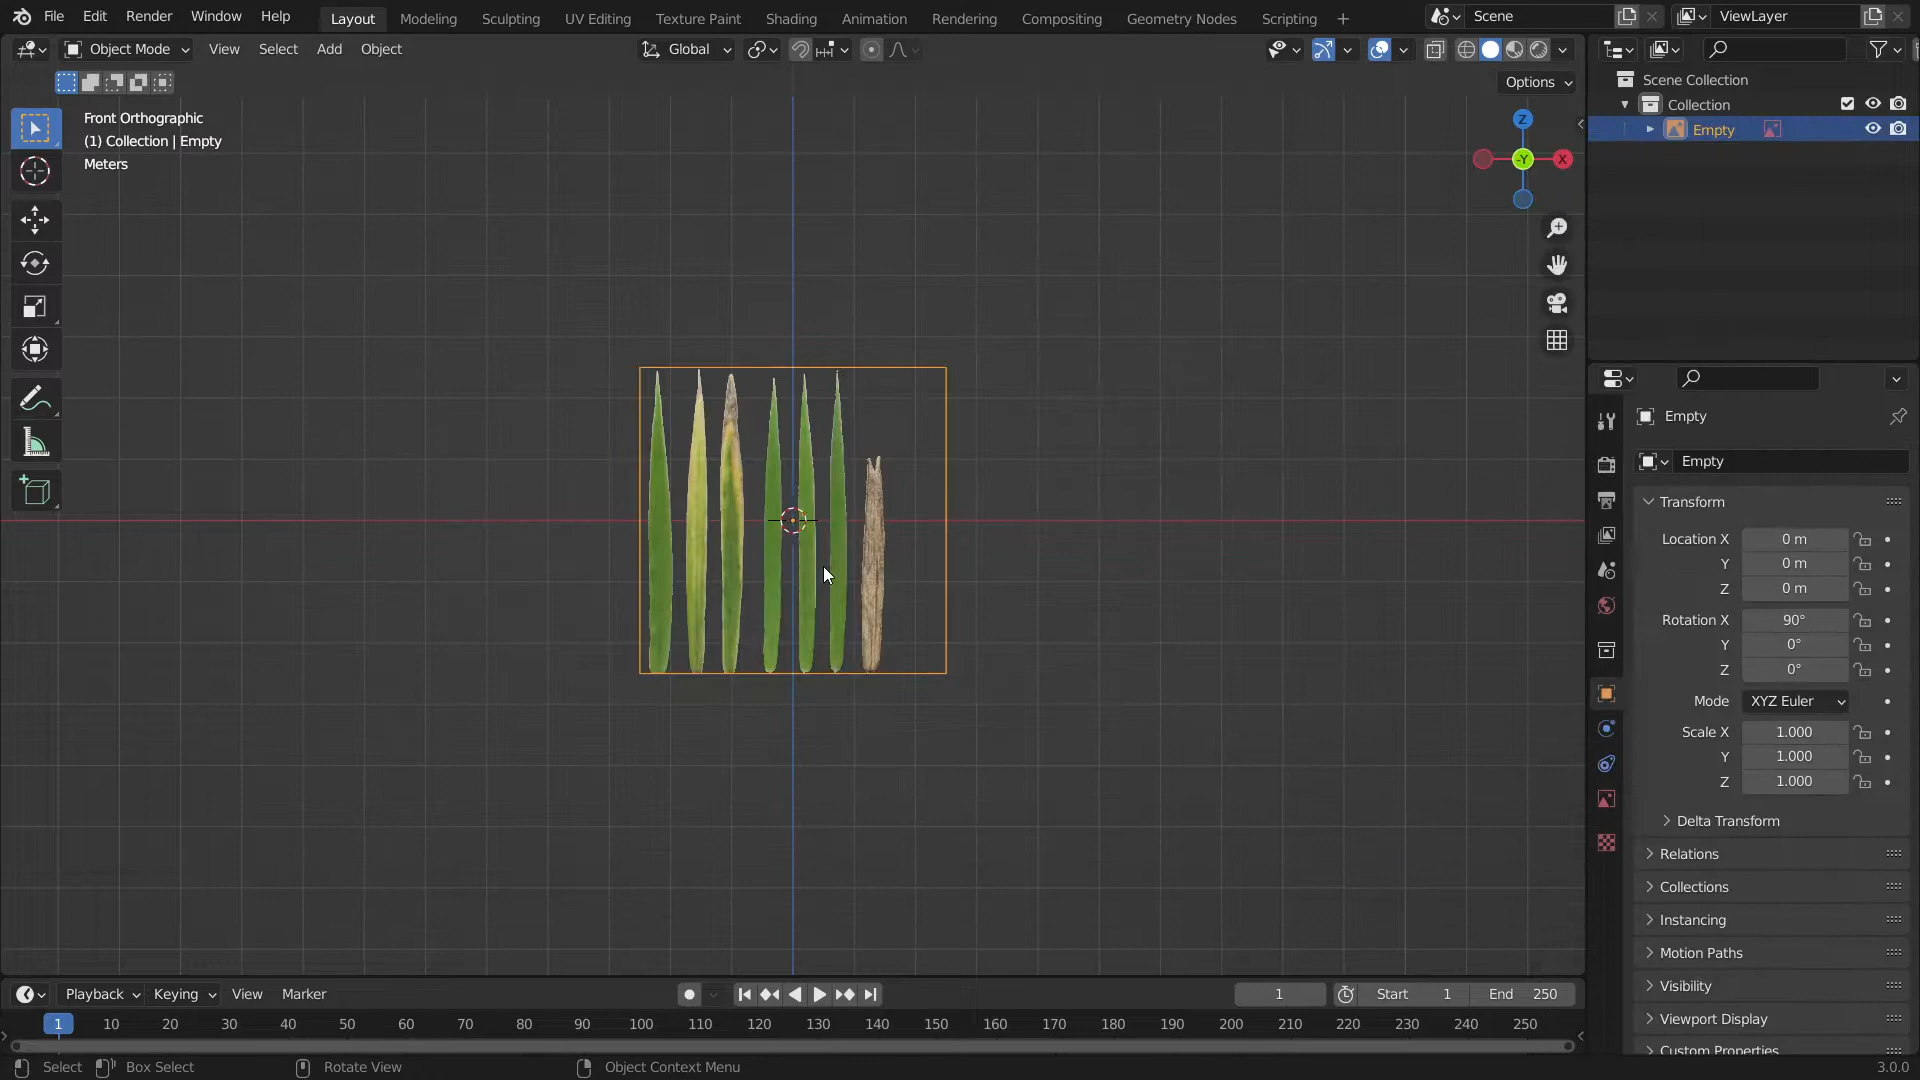 File Edit Render Window Help Layout Modeling Sculpting UV Editing Texture Paint Shading Animation Rendering Compositing Geometry Nodes Scripting Scene ViewLayer
Object Mode View Select Add Object Global
Options
Front Orthographic
(1) Collection | Empty
Meters
Z
-Y
X
Scene Collection
Collection
Empty
Empty
Empty
Transform
Location X 0 m
Y 0 m
Z 0 m
Rotation X 90°
Y 0°
Z 0°
Mode XYZ Euler
Scale X 1.000
Y 1.000
Z 1.000
Delta Transform
Relations
Collections
Instancing
Motion Paths
Visibility
Viewport Display
Custom Properties
Playback Keying View Marker 1 Start 1 End 250
1 10 20 30 40 50 60 70 80 90 100 110 120 130 140 150 160 170 180 190 200 210 220 230 240 250
Select Box Select Rotate View Object Context Menu 3.0.0